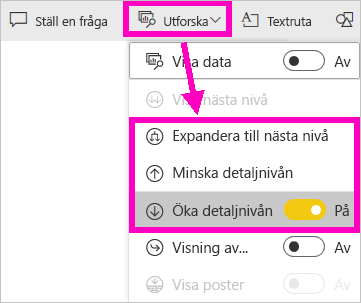 Ställ en fråga
Utforska
Textruta
Visa data
Av
Visa nästa nivå
Expandera till nästa nivå
Minska detaljnivån
Öka detaljnivån
På
Visning av...
Av
Visa poster
Av